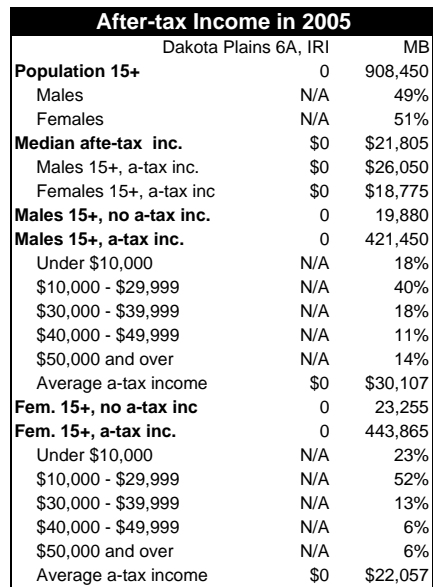 After-tax Income in 2005
Dakota Plains 6A, IRI MB
Population 15+ 0 908,450
Males N/A 49%
Females N/A 51%
Median afte-tax inc. $0 $21,805
Males 15+, a-tax inc. $0 $26,050
Females 15+, a-tax inc $0 $18,775
Males 15+, no a-tax inc. 0 19,880
Males 15+, a-tax inc. 0 421,450
Under $10,000 N/A 18%
$10,000 - $29,999 N/A 40%
$30,000 - $39,999 N/A 18%
$40,000 - $49,999 N/A 11%
$50,000 and over N/A 14%
Average a-tax income $0 $30,107
Fem. 15+, no a-tax inc 0 23,255
Fem. 15+, a-tax inc. 0 443,865
Under $10,000 N/A 23%
$10,000 - $29,999 N/A 52%
$30,000 - $39,999 N/A 13%
$40,000 - $49,999 N/A 6%
$50,000 and over N/A 6%
Average a-tax income $0 $22,057